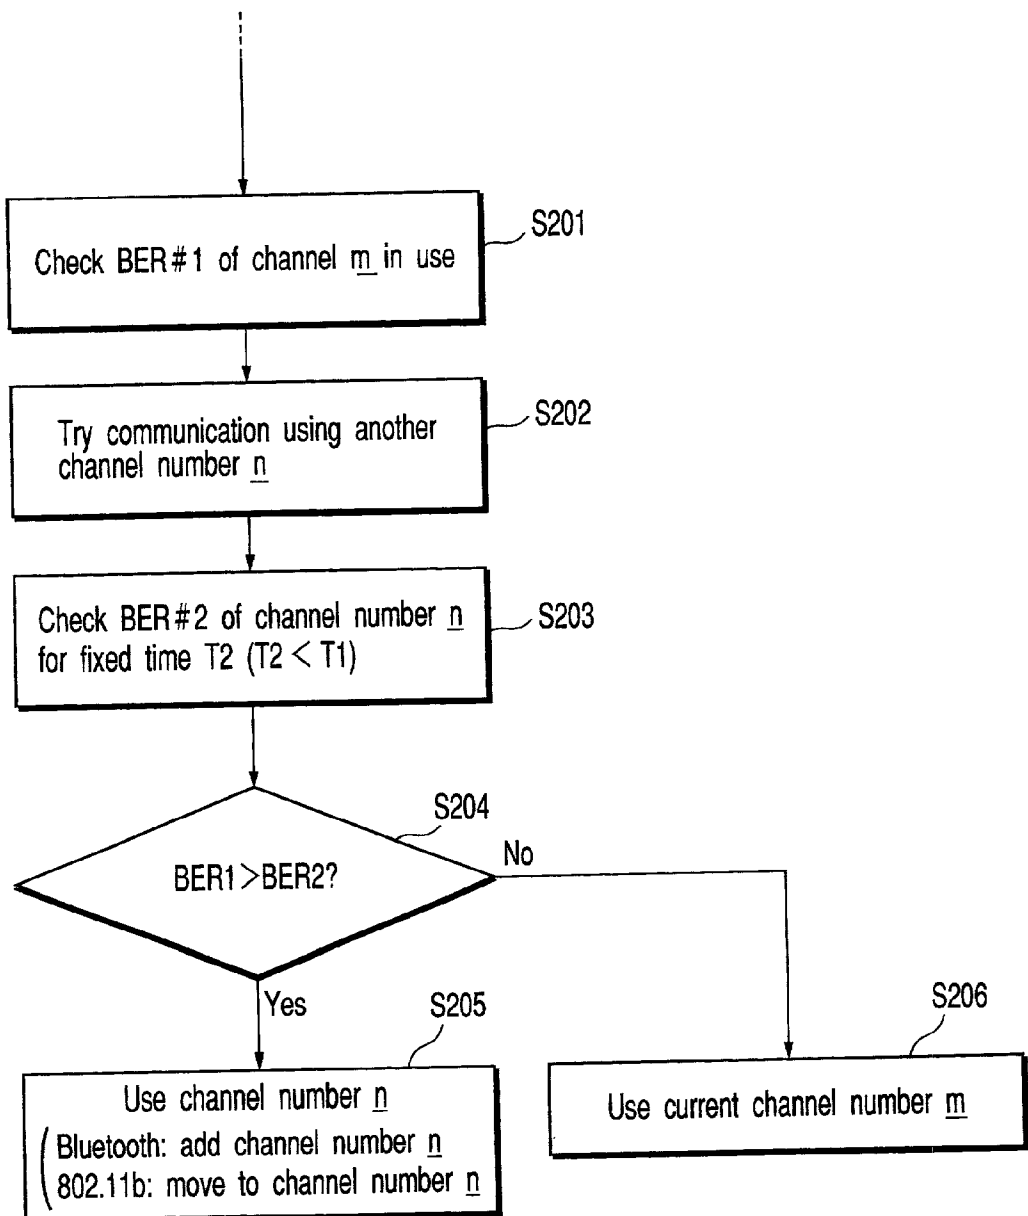 Check BER#1 of channel m in use
S201
Try communication using another
channel number n
S202
Check BER#2 of channel number n
for fixed time T2 (T2 < T1)
S203
BER1>BER2?
S204
No
Yes
S205
Use channel number n
(Bluetooth: add channel number n
802.11b: move to channel number n
S206
Use current channel number m